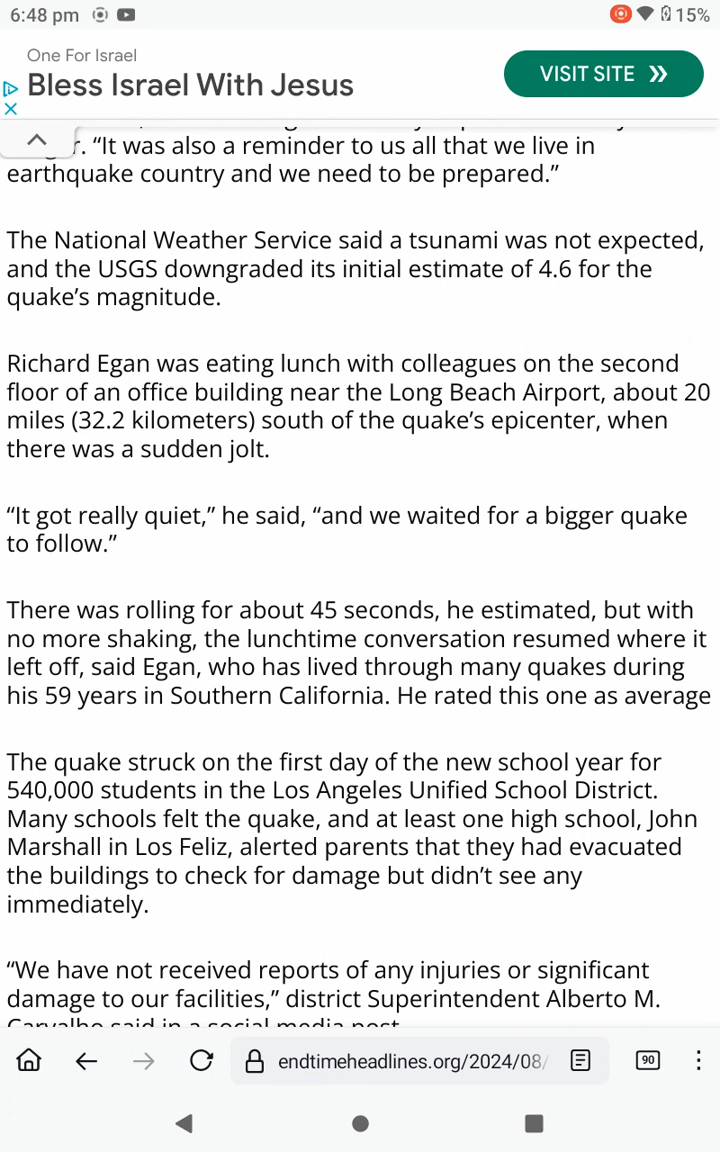 6:48 pm
15%
One For Israel
Bless Israel With Jesus
VISIT SITE
r. “It was also a reminder to us all that we live in
earthquake country and we need to be prepared.”
The National Weather Service said a tsunami was not expected,
and the USGS downgraded its initial estimate of 4.6 for the
quake’s magnitude.
Richard Egan was eating lunch with colleagues on the second
floor of an office building near the Long Beach Airport, about 20
miles (32.2 kilometers) south of the quake’s epicenter, when
there was a sudden jolt.
“It got really quiet,” he said, “and we waited for a bigger quake
to follow.”
There was rolling for about 45 seconds, he estimated, but with
no more shaking, the lunchtime conversation resumed where it
left off, said Egan, who has lived through many quakes during
his 59 years in Southern California. He rated this one as average
The quake struck on the first day of the new school year for
540,000 students in the Los Angeles Unified School District.
Many schools felt the quake, and at least one high school, John
Marshall in Los Feliz, alerted parents that they had evacuated
the buildings to check for damage but didn’t see any
immediately.
“We have not received reports of any injuries or significant
damage to our facilities,” district Superintendent Alberto M.
Carvalho said in a social media post
endtimeheadlines.org/2024/08/
90